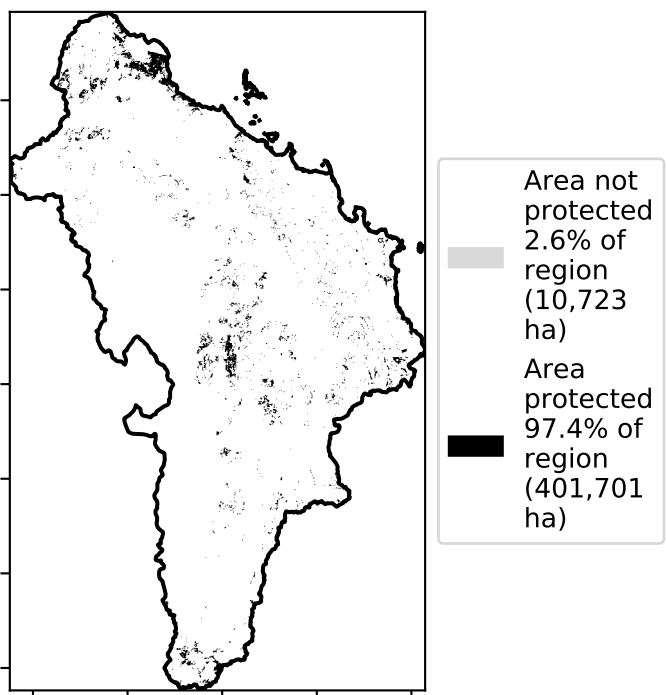 Area not
protected
2.6% of
region
(10,723
ha)
Area
protected
97.4% of
region
(401,701
ha)